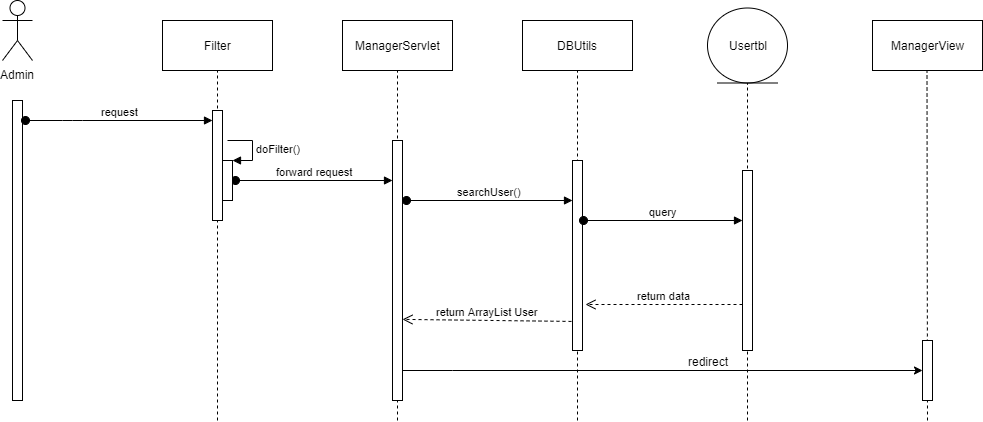 Admin
Filter
ManagerServlet
DBUtils
Usertbl
ManagerView
request
doFilter()
forward request
searchUser()
query
return data
return ArrayList User
redirect